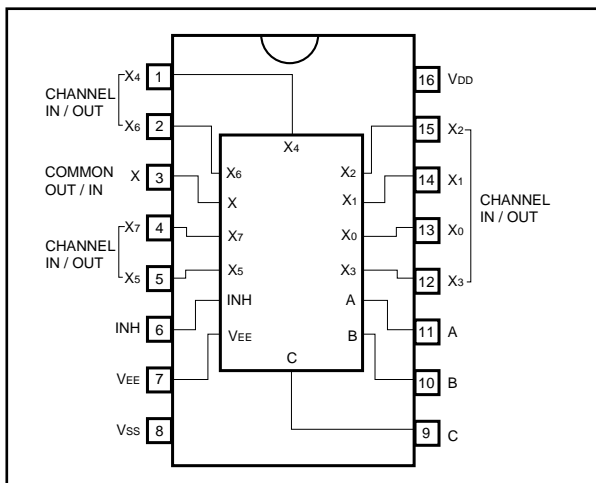 X4 1 16 VDD
CHANNEL
IN / OUT
X6 2 15 X2
X4
COMMON
OUT / IN
X 3 14 X1
X6 X2
X X1
CHANNEL
IN / OUT
X7 4 13 X0
X7 X0
CHANNEL
IN / OUT
X5 5 12 X3
X5 X3
INH A
INH 6 11 A
VEE B
C
VEE 7 10 B
VSS 8 9 C